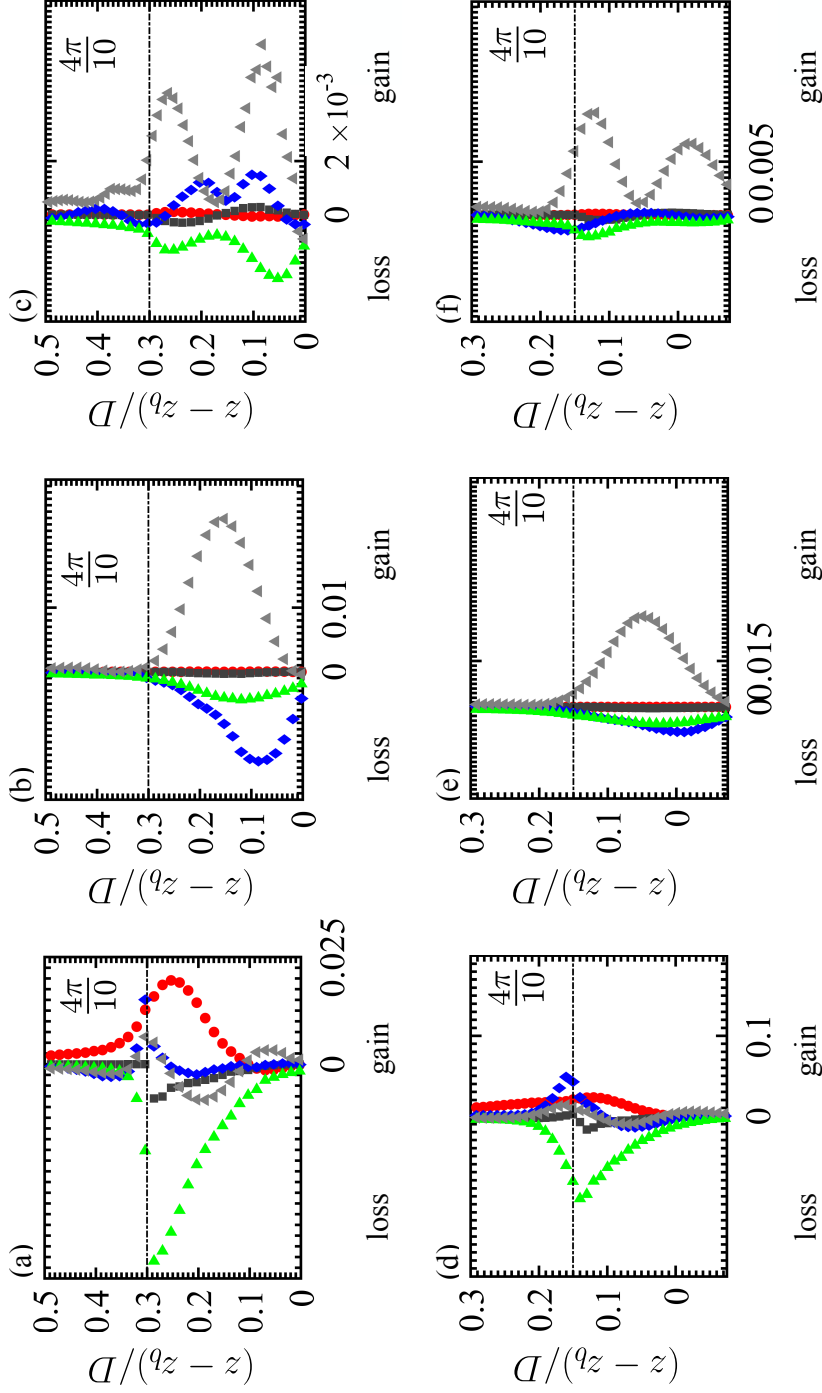 (a)
4π
10
0.5
0.4
0.3
0.2
0.1
0
(z − z_b)/D
0 0.025
loss gain
(b)
4π
10
0.5
0.4
0.3
0.2
0.1
0
(z − z_b)/D
0 0.01
loss gain
(c)
4π
10
0.5
0.4
0.3
0.2
0.1
0
(z − z_b)/D
0 2 ×10⁻³
loss gain
(d)
4π
10
0.3
0.2
0.1
0
(z − z_b)/D
0 0.1
loss gain
(e)
4π
10
0.3
0.2
0.1
0
(z − z_b)/D
0 0.015
loss gain
(f)
4π
10
0.3
0.2
0.1
0
(z − z_b)/D
0 0.005
loss gain